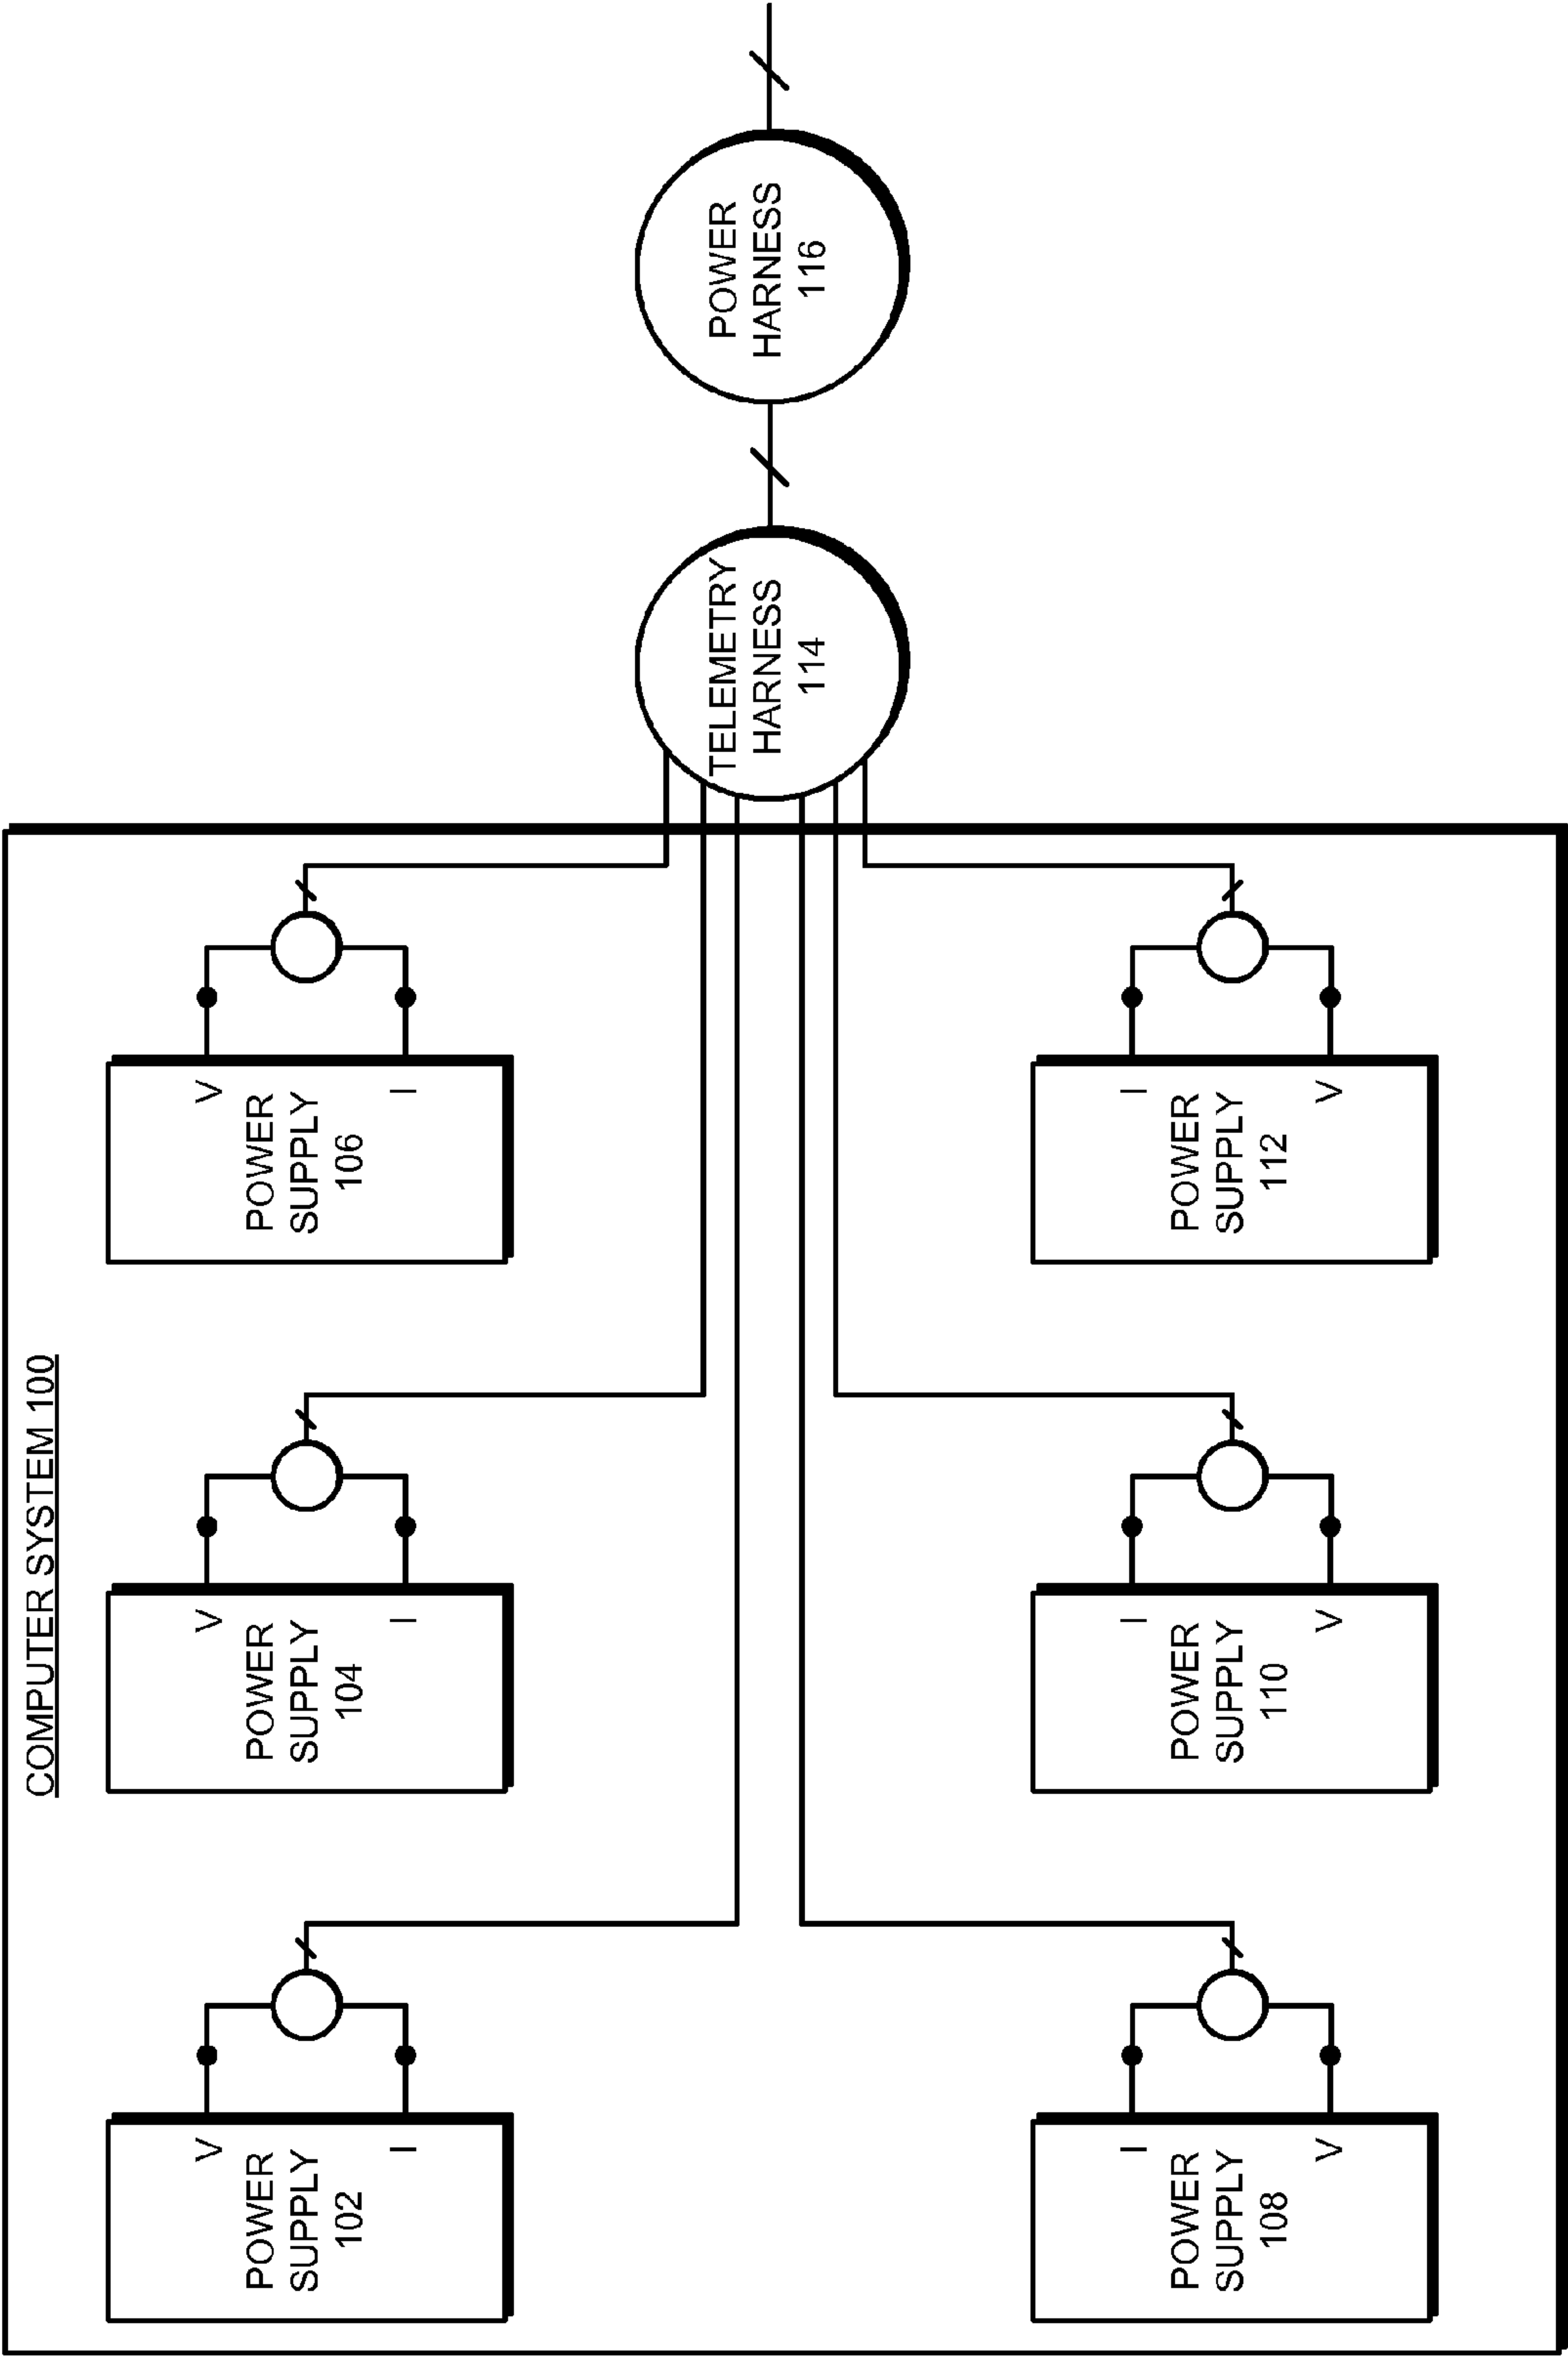 COMPUTER SYSTEM 100
V
POWER
SUPPLY
102
I
V
POWER
SUPPLY
104
I
V
POWER
SUPPLY
106
I
TELEMETRY
HARNESS
114
POWER
HARNESS
116
I
POWER
SUPPLY
108
V
I
POWER
SUPPLY
110
V
I
POWER
SUPPLY
112
V